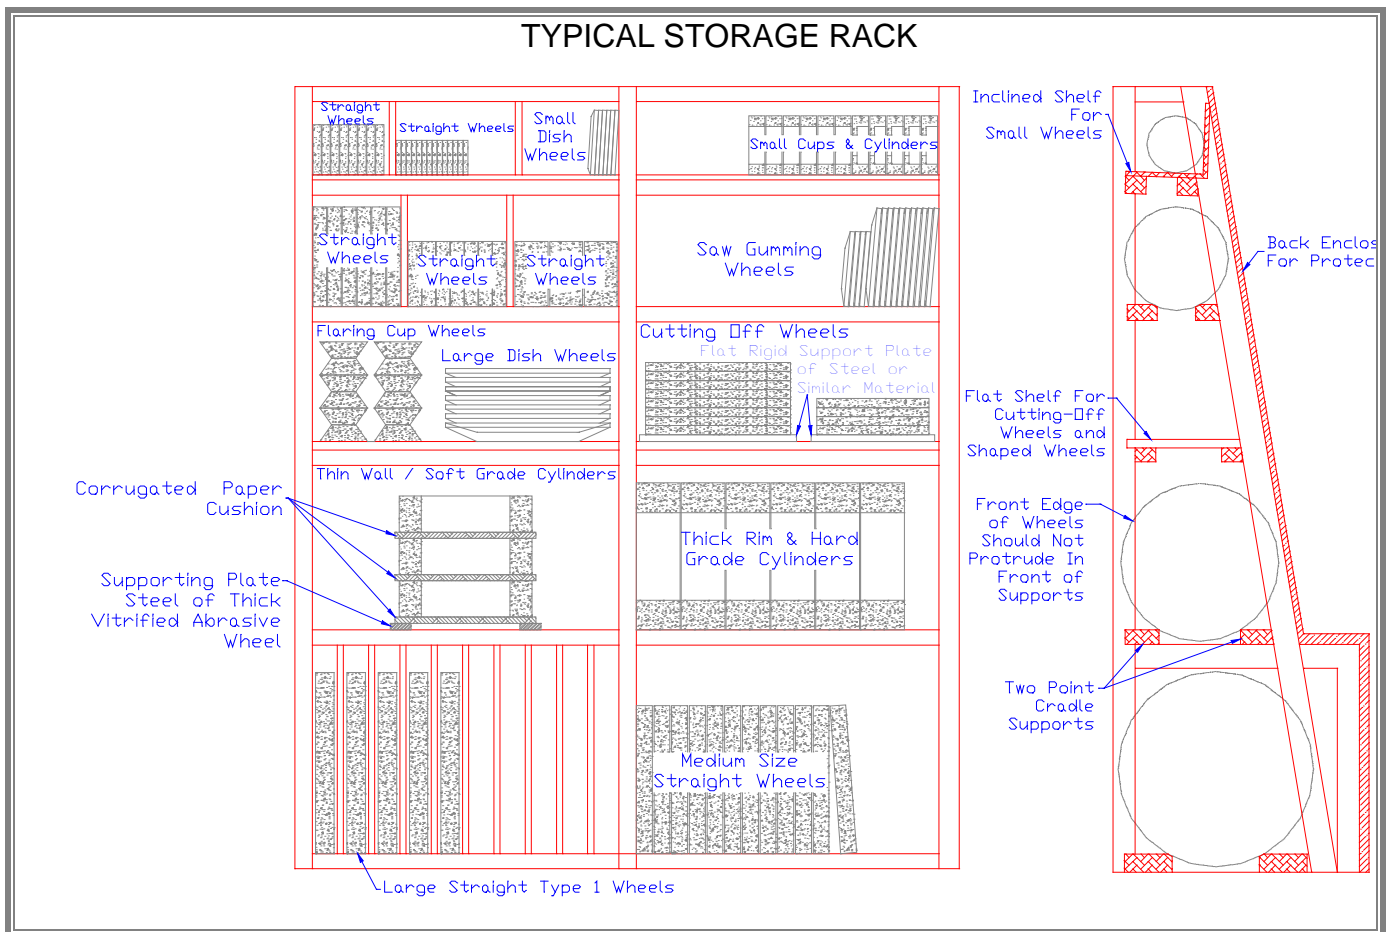 TYPICAL STORAGE RACK
Straight
Wheels
Straight Wheels
Small
Dish
Wheels
Small Cups & Cylinders
Straight
Wheels
Straight
Wheels
Straight
Wheels
Saw Gumming
Wheels
Flaring Cup Wheels
Large Dish Wheels
Cutting Off Wheels
Flat Rigid Support Plate
of Steel or
Similar Material
Thin Wall / Soft Grade Cylinders
Corrugated Paper
Cushion
Supporting Plate
Steel of Thick
Vitrified Abrasive
Wheel
Thick Rim & Hard
Grade Cylinders
Medium Size
Straight Wheels
Large Straight Type 1 Wheels
Inclined Shelf
For
Small Wheels
Back Enclos
For Protec
Flat Shelf For
Cutting-Off
Wheels and
Shaped Wheels
Front Edge
of Wheels
Should Not
Protrude In
Front of
Supports
Two Point
Cradle
Supports